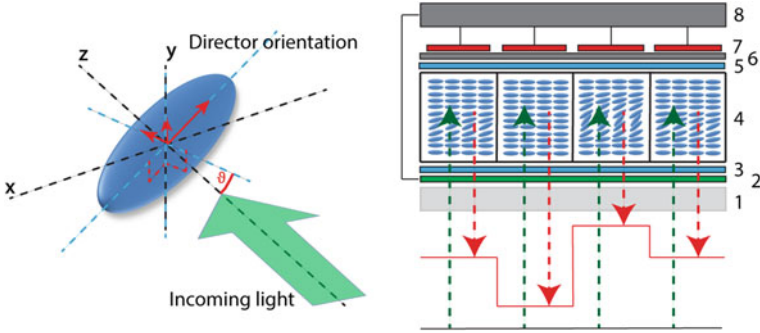 Director orientation
z
y
x
ϑ
Incoming light
8
7
6
5
4
3
2
1